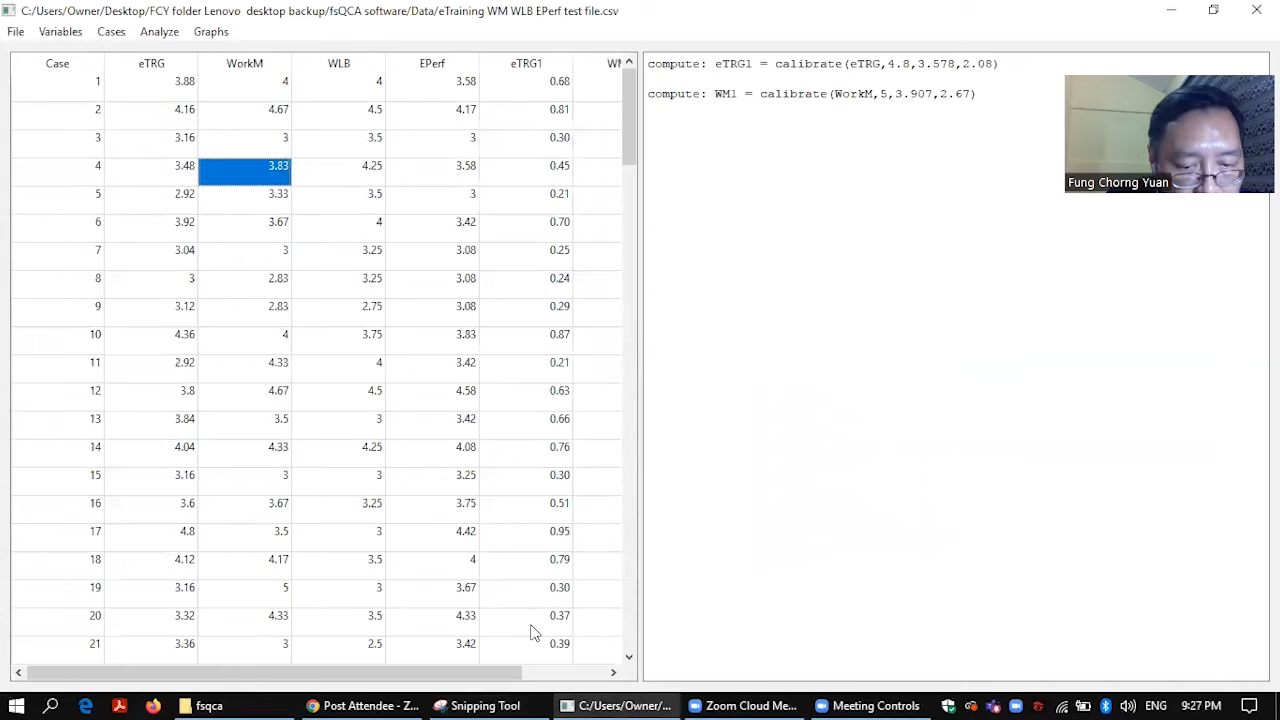 C:/Users/Owner/Desktop/FCY folder Lenovo desktop backup/fsQCA software/Data/eTraining WM WLB EPerf test file.csv
File Variables Cases Analyze Graphs
Case eTRG WorkM WLB EPerf eTRG1
1 3.88 4 4 3.58 0.68
2 4.16 4.67 4.5 4.17 0.81
3 3.16 3 3.5 3 0.30
4 3.48 3.83 4.25 3.58 0.45
5 2.92 3.33 3.5 3 0.21
6 3.92 3.67 4 3.42 0.70
7 3.04 3 3.25 3.08 0.25
8 3 2.83 3.25 3.08 0.24
9 3.12 2.83 2.75 3.08 0.29
10 4.36 4 3.75 3.83 0.87
11 2.92 4.33 4 3.42 0.21
12 3.8 4.67 4.5 4.58 0.63
13 3.84 3.5 3 3.42 0.66
14 4.04 4.33 4.25 4.08 0.76
15 3.16 3 3 3.25 0.30
16 3.6 3.67 3.25 3.75 0.51
17 4.8 3.5 3 4.42 0.95
18 4.12 4.17 3.5 4 0.79
19 3.16 5 3 3.67 0.30
20 3.32 4.33 3.5 4.33 0.37
21 3.36 3 2.5 3.42 0.39
compute: eTRG1 = calibrate(eTRG,4.8,3.578,2.08)
compute: WM1 = calibrate(WorkM,5,3.907,2.67)
Fung Chorng Yuan
fsqca Post Attendee - Z... Snipping Tool C:/Users/Owner/... Zoom Cloud Me... Meeting Controls ENG 9:27 PM